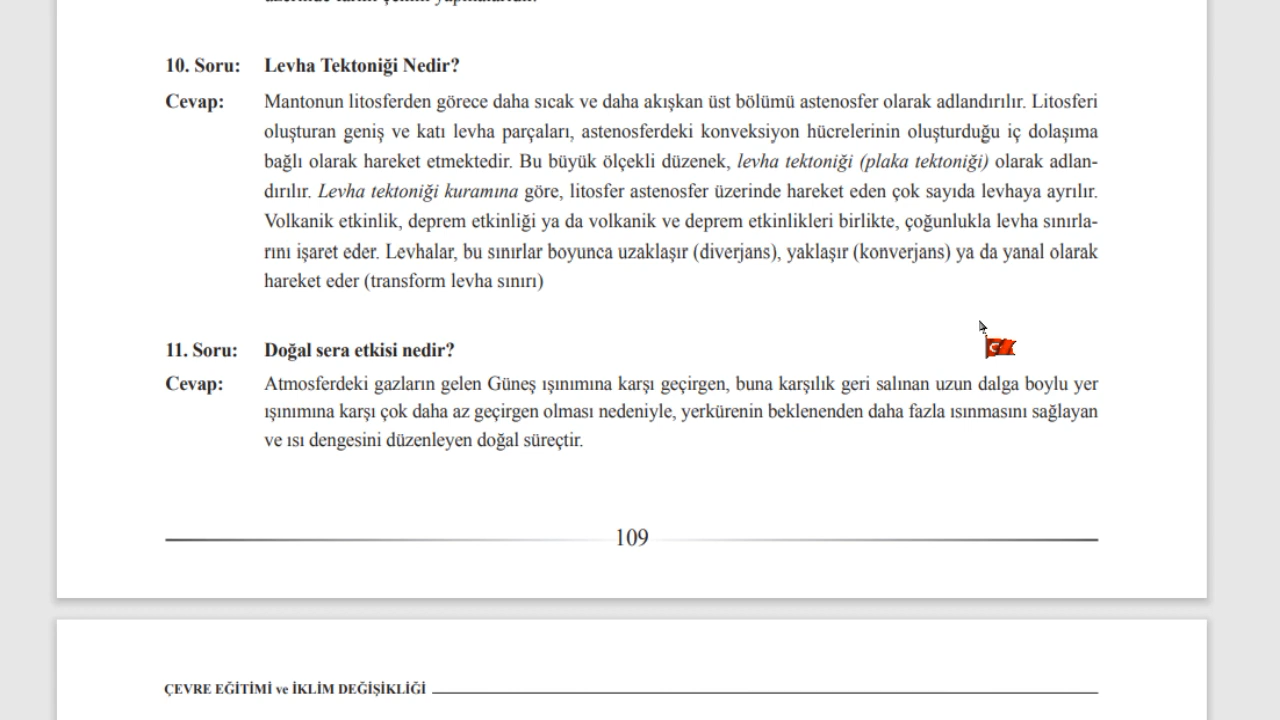 10. Soru: Levha Tektoniği Nedir?
Cevap: Mantonun litosferden görece daha sıcak ve daha akışkan üst bölümü astenosfer olarak adlandırılır. Litosferi
oluşturan geniş ve katı levha parçaları, astenosferdeki konveksiyon hücrelerinin oluşturduğu iç dolaşıma
bağlı olarak hareket etmektedir. Bu büyük ölçekli düzenek, levha tektoniği (plaka tektoniği) olarak adlan-
dırılır. Levha tektoniği kuramına göre, litosfer astenosfer üzerinde hareket eden çok sayıda levhaya ayrılır.
Volkanik etkinlik, deprem etkinliği ya da volkanik ve deprem etkinlikleri birlikte, çoğunlukla levha sınırla-
rını işaret eder. Levhalar, bu sınırlar boyunca uzaklaşır (diverjans), yaklaşır (konverjans) ya da yanal olarak
hareket eder (transform levha sınırı)
11. Soru: Doğal sera etkisi nedir?
Cevap: Atmosferdeki gazların gelen Güneş ışınımına karşı geçirgen, buna karşılık geri salınan uzun dalga boylu yer
ışınımına karşı çok daha az geçirgen olması nedeniyle, yerkürenin beklenenden daha fazla ısınmasını sağlayan
ve ısı dengesini düzenleyen doğal süreçtir.
109
ÇEVRE EĞİTİMİ ve İKLİM DEĞİŞİKLİĞİ